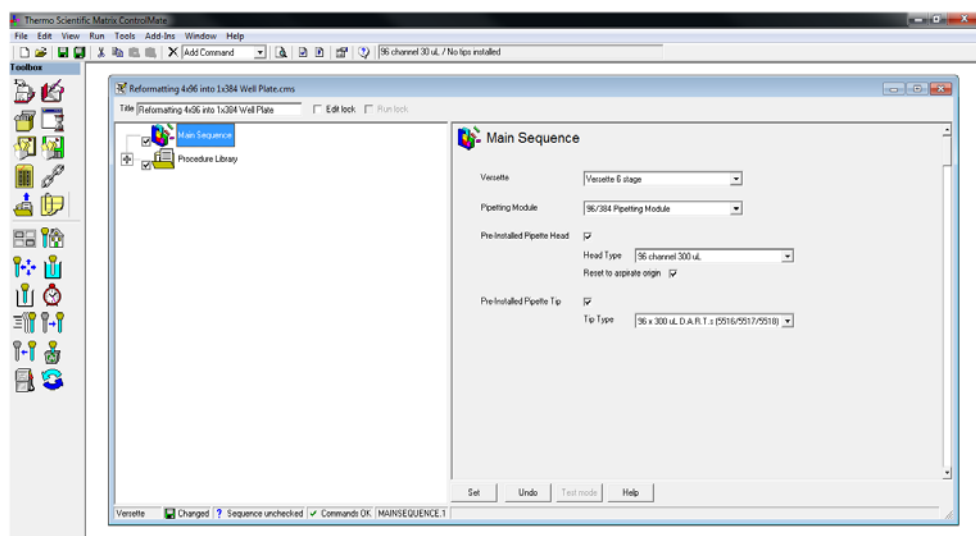 Thermo Scientific Matrix ControlMate
File Edit View Run Tools Add-Ins Window Help
Add Command
96 channel 30 uL / No tips installed
Toolbox
Reformatting 4x96 into 1x384 Well Plate.cms
Title Reformatting 4x96 into 1x384 Well Plate Edit lock Run lock
Main Sequence
Procedure Library
Main Sequence
Versette Versette 6 stage
Pipetting Module 96/384 Pipetting Module
Pre-Installed Pipette Head
Head Type 96 channel 300 uL
Reset to aspirate origin
Pre-Installed Pipette Tip
Tip Type 96 x 300 uL D.A.R.T.s (5516/5517/5518)
Set Undo Test mode Help
Versette Changed ? Sequence unchecked Commands OK MAINSEQUENCE.1